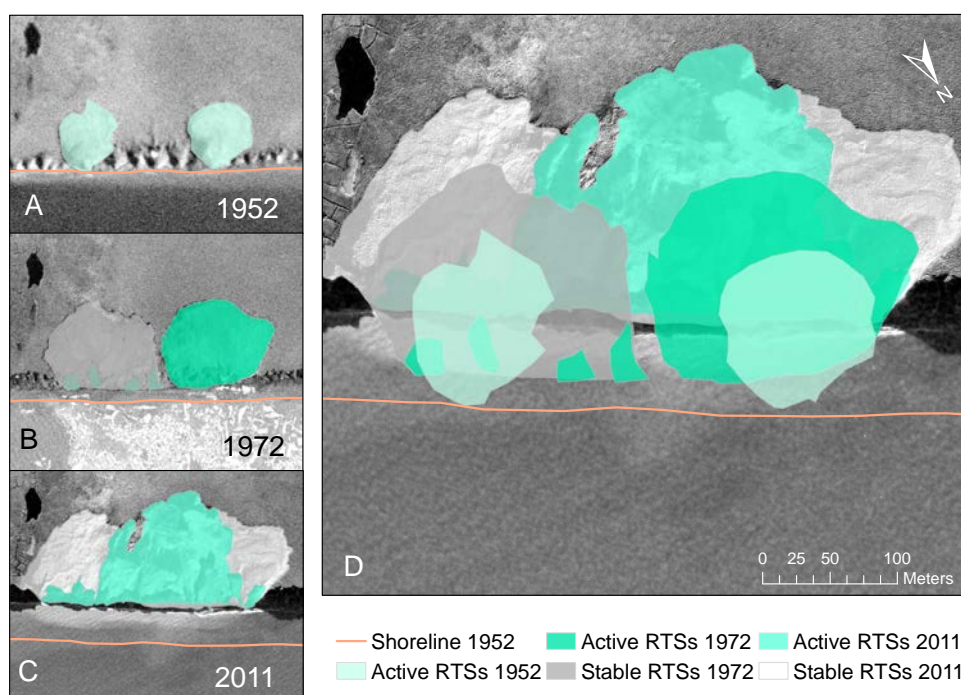 A
1952
B
1972
C
2011
N
D
0 25 50 100
Meters
Shoreline 1952 Active RTSs 1972 Active RTSs 2011
Active RTSs 1952 Stable RTSs 1972 Stable RTSs 2011